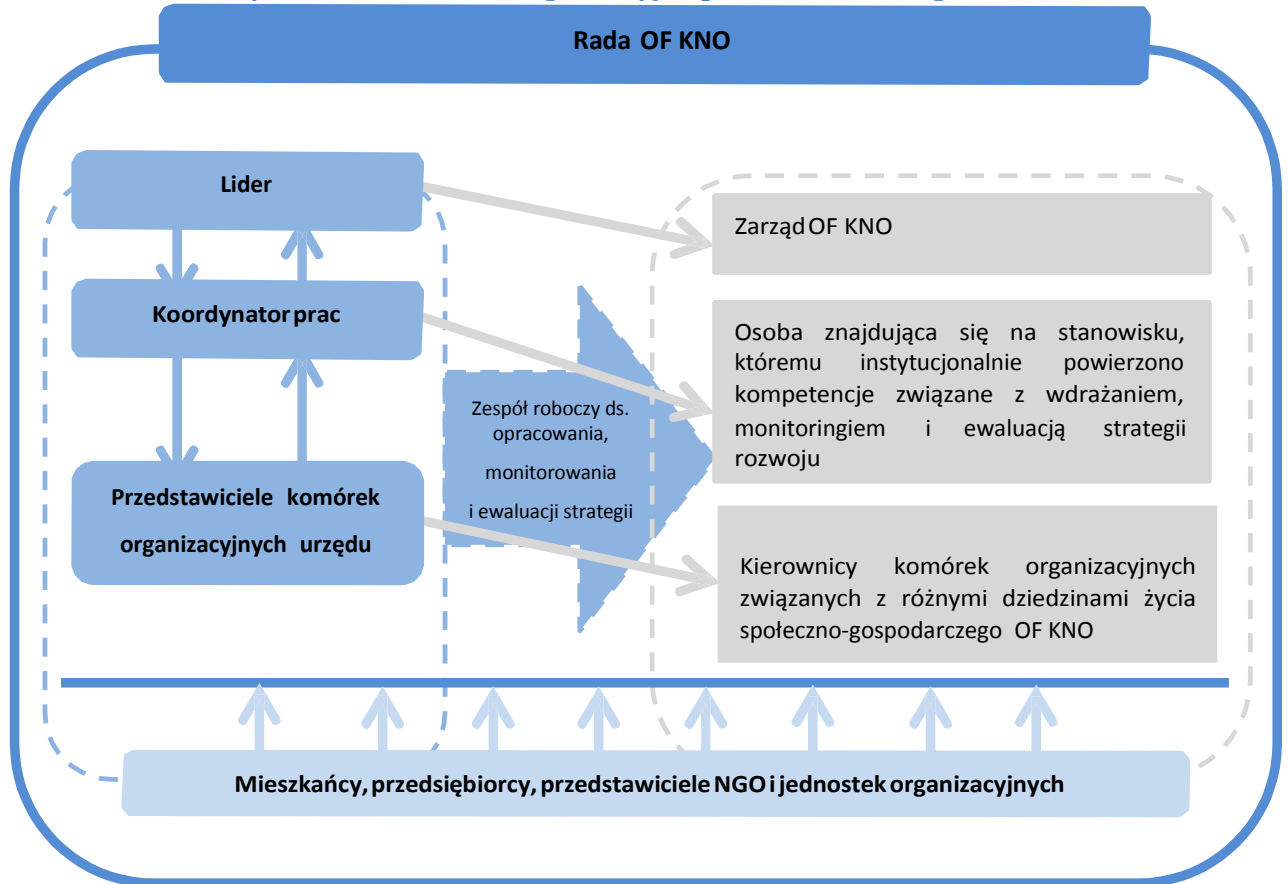 Rada OF KNO
Lider
Koordynator prac
Przedstawiciele komórek
organizacyjnych urzędu
Zespół roboczy ds.
opracowania,
monitorowania
i ewaluacji strategii
Zarząd OF KNO
Osoba znajdująca się na stanowisku,
któremu instytucjonalnie powierzono
kompetencje związane z wdrażaniem,
monitoringiem i ewaluacją strategii
rozwoju
Kierownicy komórek organizacyjnych
związanych z różnymi dziedzinami życia
społeczno-gospodarczego OF KNO
Mieszkańcy, przedsiębiorcy, przedstawiciele NGO i jednostek organizacyjnych